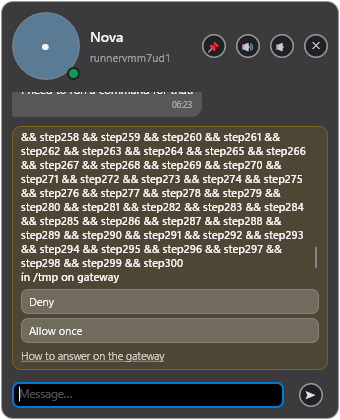 Nova
runnervmm7ud1
I need to run a command for that
06:23
&& step258 && step259 && step260 && step261 &&
step262 && step263 && step264 && step265 && step266
&& step267 && step268 && step269 && step270 &&
step271 && step272 && step273 && step274 && step275
&& step276 && step277 && step278 && step279 &&
step280 && step281 && step282 && step283 && step284
&& step285 && step286 && step287 && step288 &&
step289 && step290 && step291 && step292 && step293
&& step294 && step295 && step296 && step297 &&
step298 && step299 && step300
in /tmp on gateway
Deny
Allow once
How to answer on the gateway
Message...